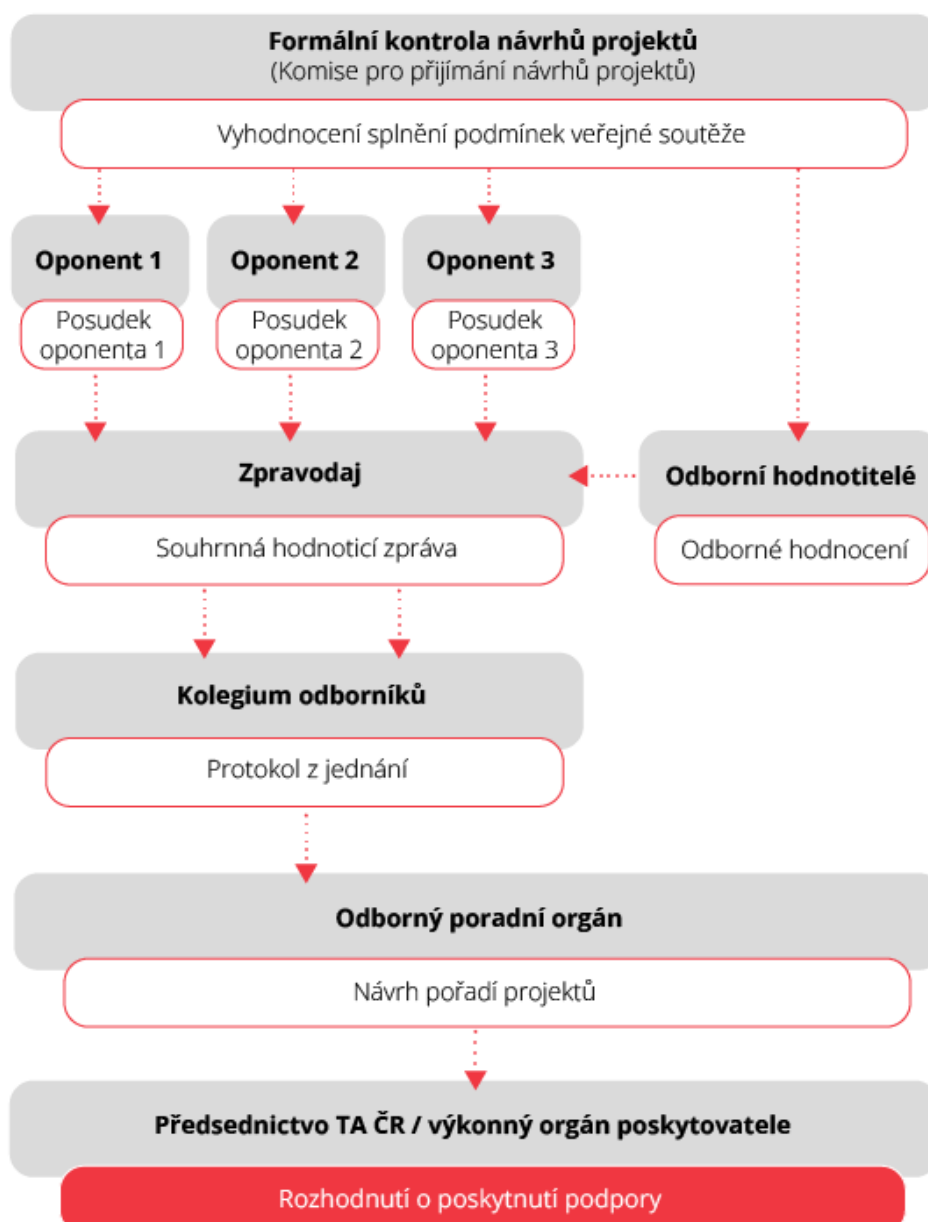 Formální kontrola návrhů projektů
(Komise pro přijímání návrhů projektů)
Vyhodnocení splnění podmínek veřejné soutěže
Oponent 1
Oponent 2
Oponent 3
Posudek
oponenta 1
Posudek
oponenta 2
Posudek
oponenta 3
Zpravodaj
Odborní hodnotitelé
Souhrnná hodnoticí zpráva
Odborné hodnocení
Kolegium odborníků
Protokol z jednání
Odborný poradní orgán
Návrh pořadí projektů
Předsednictvo TA ČR / výkonný orgán poskytovatele
Rozhodnutí o poskytnutí podpory